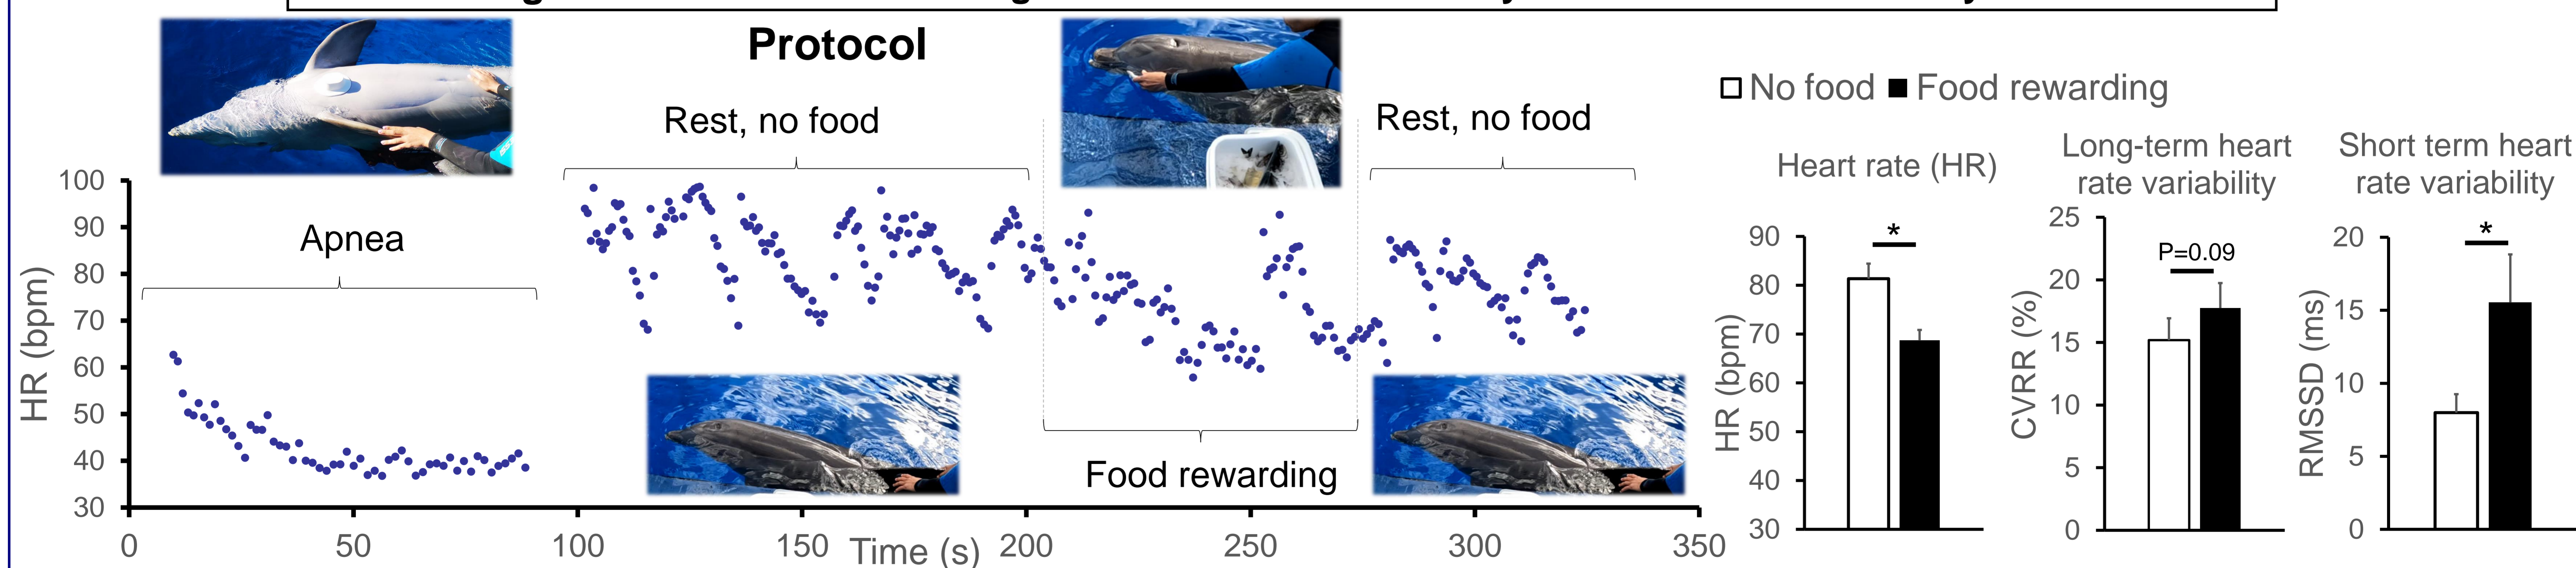 Protocol
Rest, no food
Rest, no food
Apnea
Food rewarding
HR (bpm)
100
90
80
70
60
50
40
30
0
50
100
150
200
250
300
350
Time (s)
No food
Food rewarding
Heart rate (HR)
*
HR (bpm)
90
80
70
60
50
40
30
Long-term heart
rate variability
P=0.09
CVRR (%)
25
20
15
10
5
0
Short term heart
rate variability
*
RMSSD (ms)
20
15
10
5
0